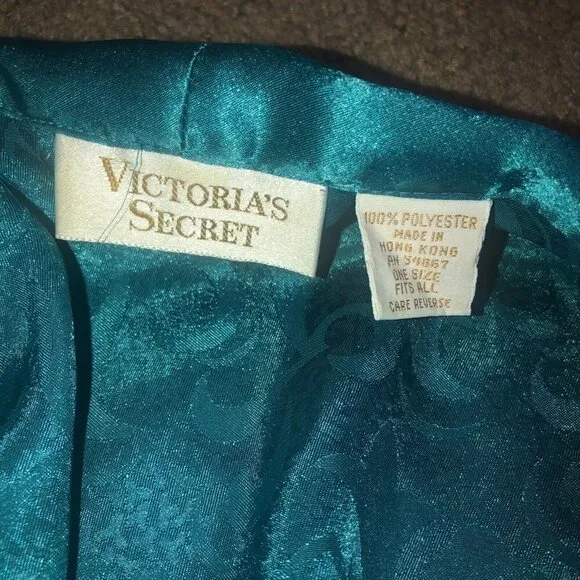 VICTORIA'S
SECRET
100% POLYESTER
MADE IN
HONG KONG
RN 54867
ONE SIZE
FITS ALL
CARE REVERSE